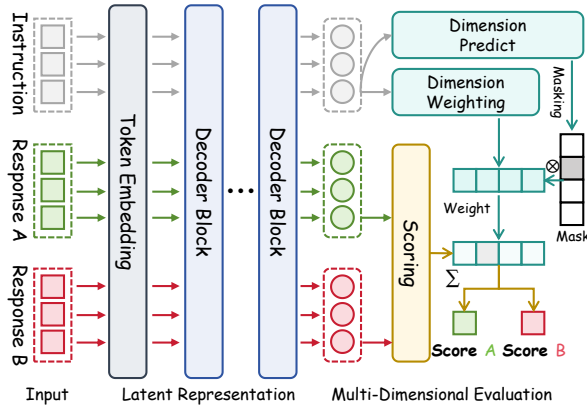 Instruction
Response A
Response B
Token Embedding
Decoder Block
...
Decoder Block
Dimension
Predict
Dimension
Weighting
Masking
⊗
Mask
Weight
Scoring
Σ
Score A Score B
Input
Latent Representation
Multi-Dimensional Evaluation